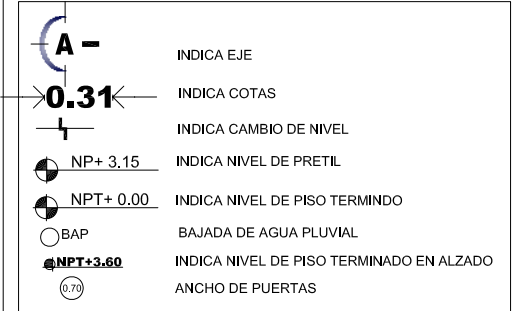 A - INDICA EJE
0.31 INDICA COTAS
INDICA CAMBIO DE NIVEL
NP+ 3.15 INDICA NIVEL DE PRETIL
NPT+ 0.00 INDICA NIVEL DE PISO TERMINDO
BAP BAJADA DE AGUA PLUVIAL
NPT+3.60 INDICA NIVEL DE PISO TERMINADO EN ALZADO
0.70 ANCHO DE PUERTAS